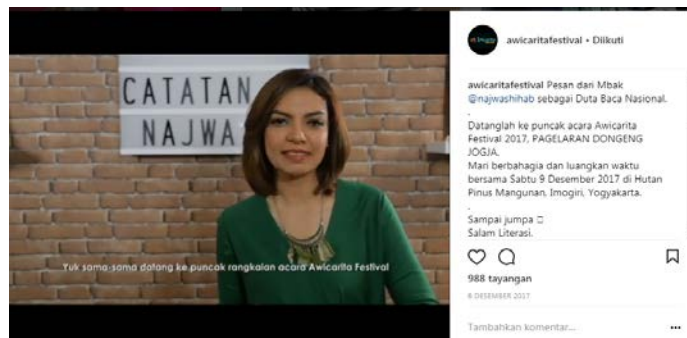 CATATAN
NAJWA
Yuk sama-sama datang ke puncak rangkaian acara Awicarita Festival
awicaritafestival • Diikuti
awicaritafestival Pesan dari Mbak
@najwashihab sebagai Duta Baca Nasional.
.
Datanglah ke puncak acara Awicarita
Festival 2017, PAGELARAN DONGENG
JOGJA.
Mari berbahagia dan luangkan waktu
bersama Sabtu 9 Desember 2017 di Hutan
Pinus Mangunan, Imogiri, Yogyakarta.
.
Sampai jumpa
Salam Literasi.
988 tayangan
8 DESEMBER 2017
Tambahkan komentar...